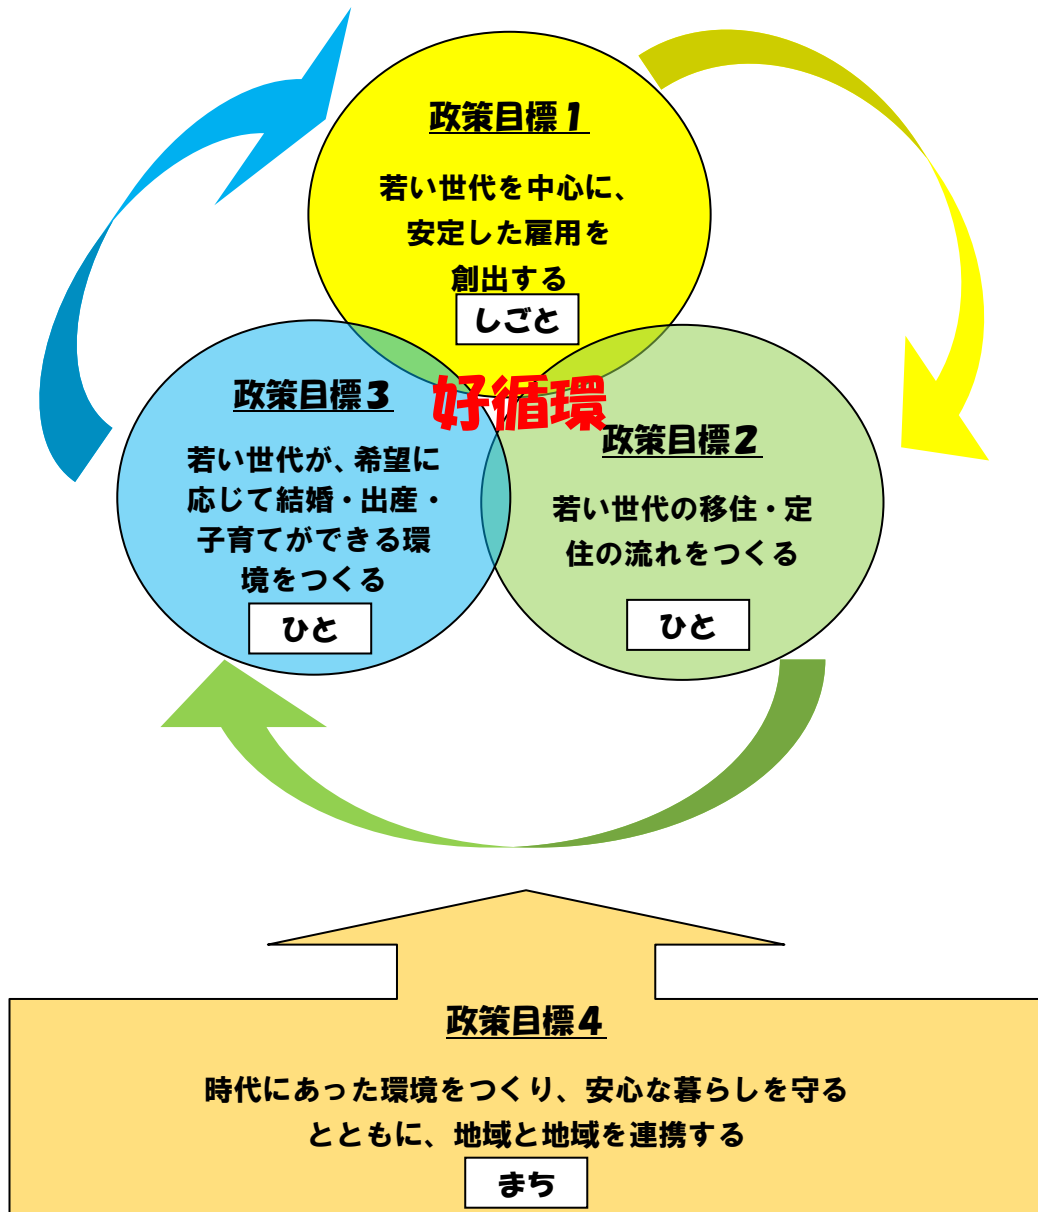 政策目標1
若い世代を中心に、
安定した雇用を
創出する
しごと
好循環
政策目標3
若い世代が、希望に
応じて結婚・出産・
子育てができる環
境をつくる
ひと
政策目標2
若い世代の移住・定
住の流れをつくる
ひと
政策目標4
時代にあった環境をつくり、安心な暮らしを守る
とともに、地域と地域を連携する
まち